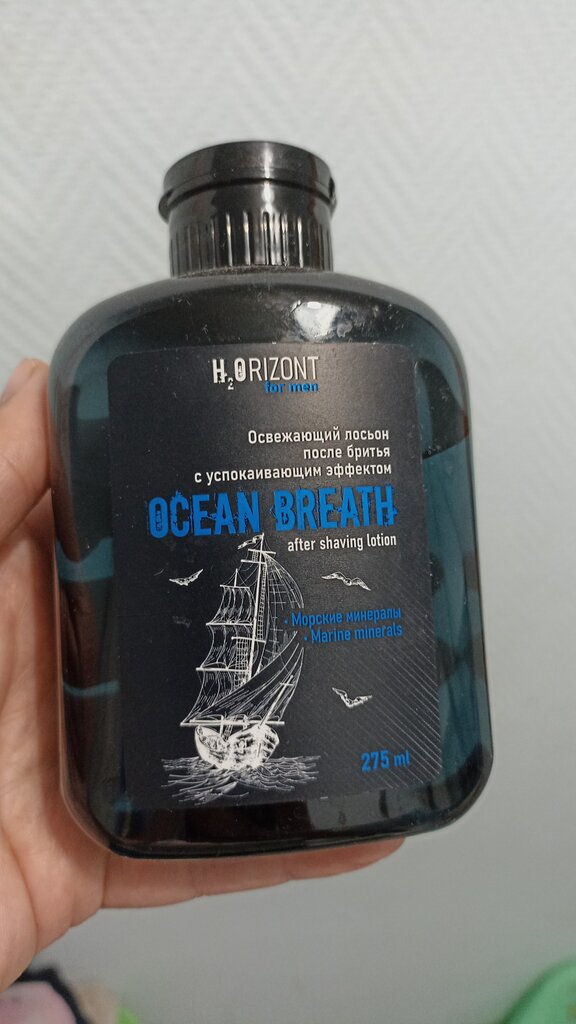 H₂ORIZONT
for men
Освежающий лосьон
после бритья
с успокаивающим эффектом
OCEAN BREATH
after shaving lotion
• Морские минералы
• Marine minerals
275 ml